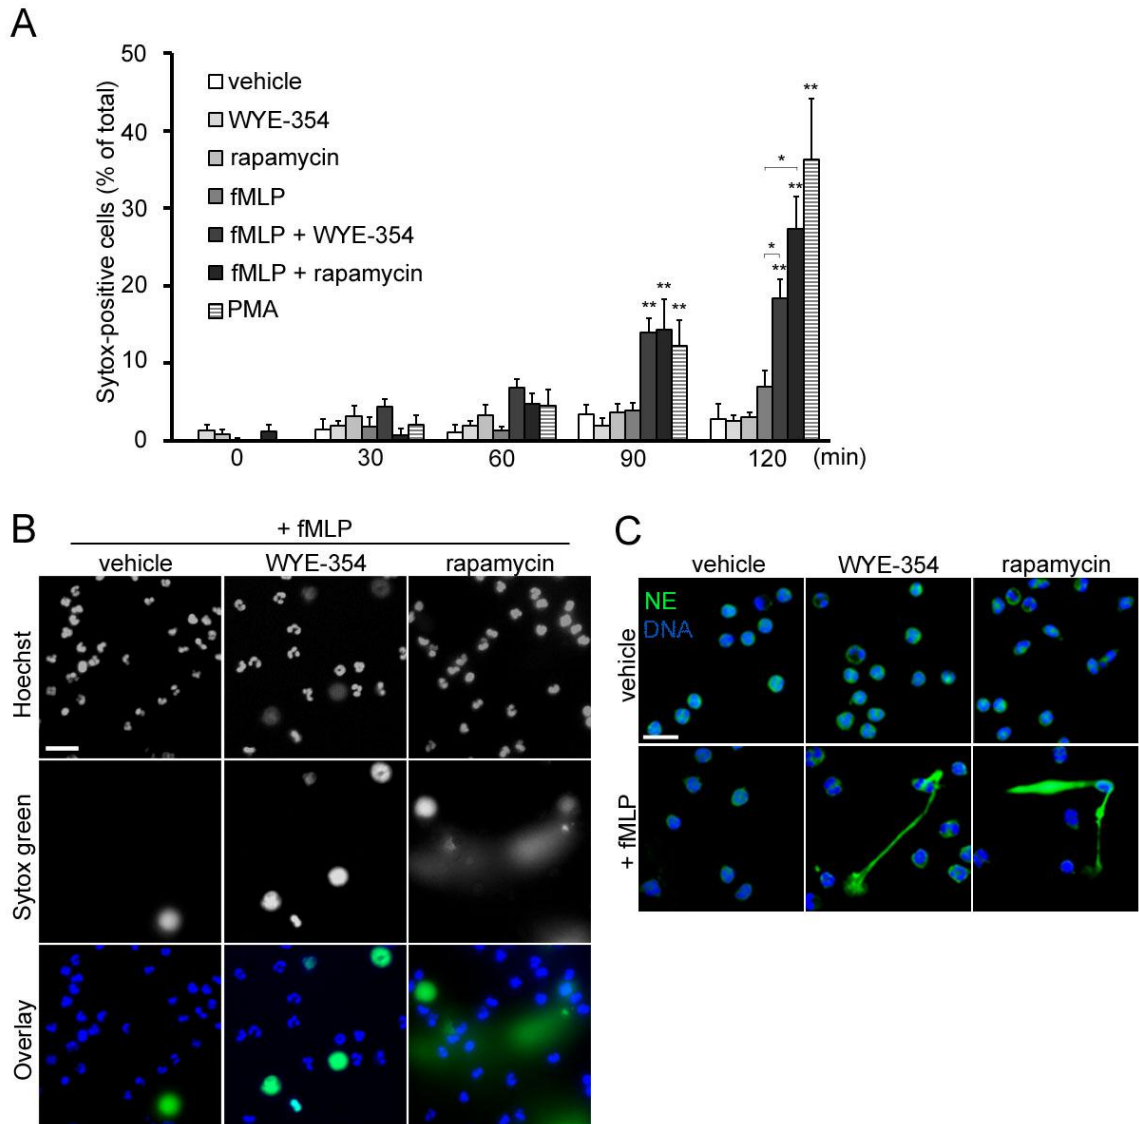 A
50
40
30
20
10
0
Sytox-positive cells (% of total)
vehicle
WYE-354
rapamycin
fMLP
fMLP + WYE-354
fMLP + rapamycin
PMA
** ** **
* ** * ** **
0 30 60 90 120 (min)
B
+ fMLP
vehicle WYE-354 rapamycin
Hoechst
Sytox green
Overlay
C
vehicle WYE-354 rapamycin
NE
DNA
vehicle
+ fMLP